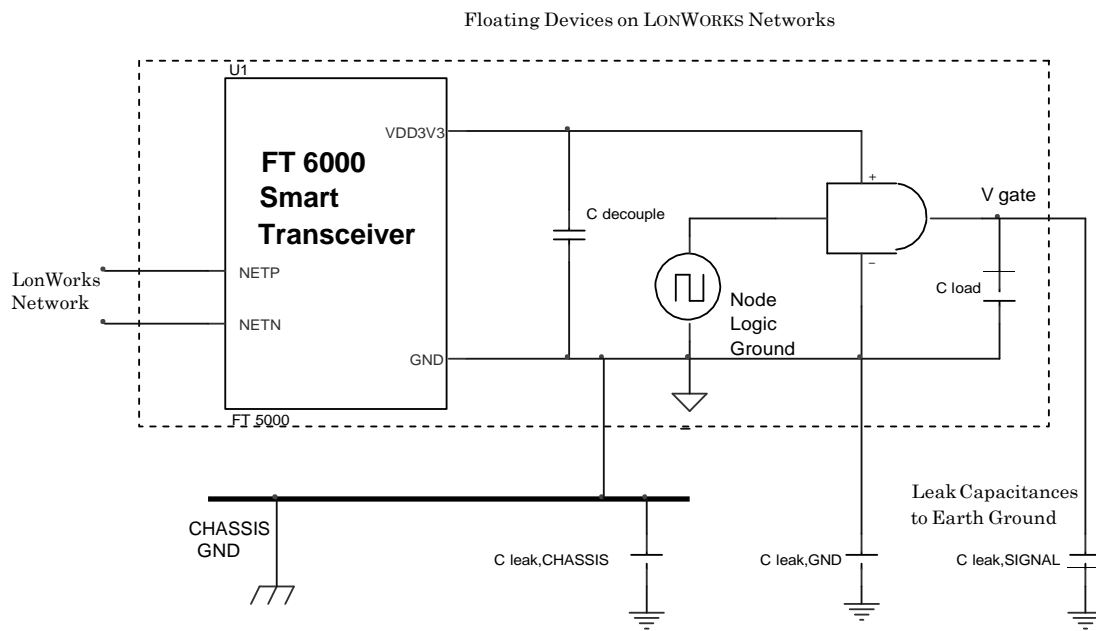 Floating Devices on LONWORKS Networks
U1
VDD3V3
FT 6000
Smart
Transceiver
C decouple
+
V gate
NETP
LonWorks
Network
NETN
−
C load
Node
Logic
Ground
GND
FT 5000
Leak Capacitances
to Earth Ground
CHASSIS
GND
C leak,CHASSIS
C leak,GND
C leak,SIGNAL